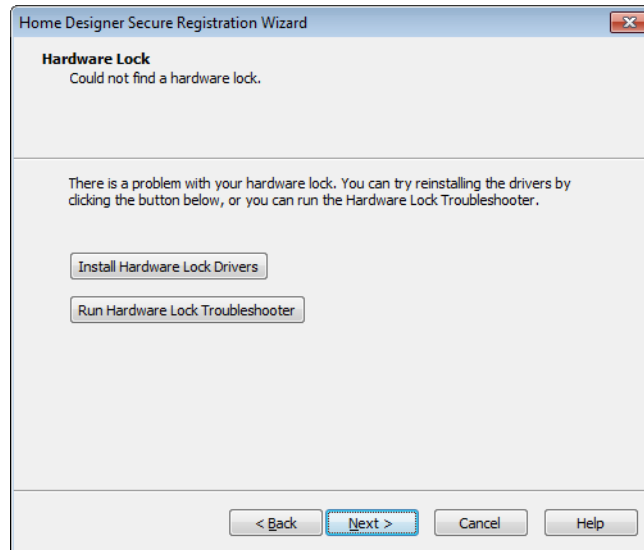 Home Designer Secure Registration Wizard
Hardware Lock
Could not find a hardware lock.
There is a problem with your hardware lock. You can try reinstalling the drivers by
clicking the button below, or you can run the Hardware Lock Troubleshooter.
Install Hardware Lock Drivers
Run Hardware Lock Troubleshooter
< Back Next > Cancel Help